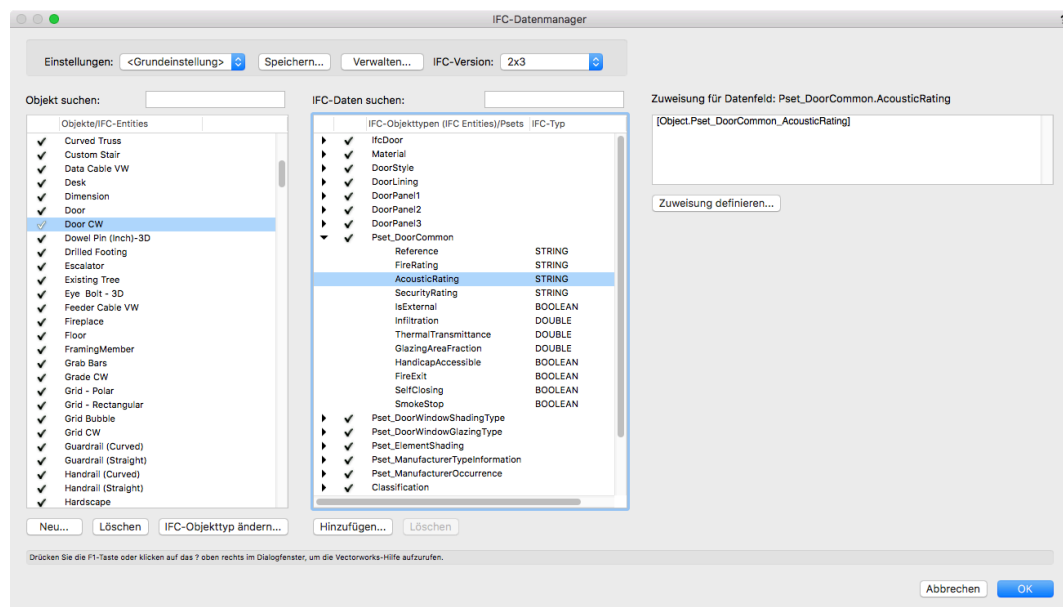 IFC-Datenmanager
?
Einstellungen: <Grundeinstellung> Speichern... Verwalten... IFC-Version: 2x3
Objekt suchen:
Objekte/IFC-Entities
Curved Truss
Custom Stair
Data Cable VW
Desk
Dimension
Door
Door CW
Dowel Pin (Inch)-3D
Drilled Footing
Escalator
Existing Tree
Eye Bolt - 3D
Feeder Cable VW
Fireplace
Floor
FramingMember
Grab Bars
Grade CW
Grid - Polar
Grid - Rectangular
Grid Bubble
Grid CW
Guardrail (Curved)
Guardrail (Straight)
Handrail (Curved)
Handrail (Straight)
Hardscape
Neu... Löschen IFC-Objekttyp ändern...
IFC-Daten suchen:
IFC-Objekttypen (IFC Entities)/Psets IFC-Typ
IfcDoor
Material
DoorStyle
DoorLining
DoorPanel1
DoorPanel2
DoorPanel3
Pset_DoorCommon
Reference STRING
FireRating STRING
AcousticRating STRING
SecurityRating STRING
IsExternal BOOLEAN
Infiltration DOUBLE
ThermalTransmittance DOUBLE
GlazingAreaFraction DOUBLE
HandicapAccessible BOOLEAN
FireExit BOOLEAN
SelfClosing BOOLEAN
SmokeStop BOOLEAN
Pset_DoorWindowShadingType
Pset_DoorWindowGlazingType
Pset_ElementShading
Pset_ManufacturerTypeInformation
Pset_ManufacturerOccurrence
Classification
Hinzufügen... Löschen
Zuweisung für Datenfeld: Pset_DoorCommon.AcousticRating
[Object.Pset_DoorCommon_AcousticRating]
Zuweisung definieren...
Drücken Sie die F1-Taste oder klicken auf das ? oben rechts im Dialogfenster, um die Vectorworks-Hilfe aufzurufen.
Abbrechen OK